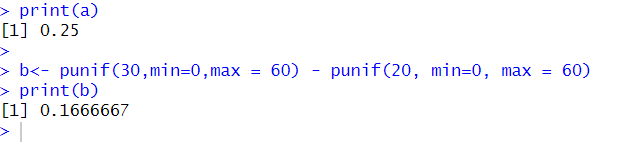 > print(a)
[1] 0.25
>
> b<- punif(30,min=0,max = 60) - punif(20, min=0, max = 60)
> print(b)
[1] 0.1666667
>